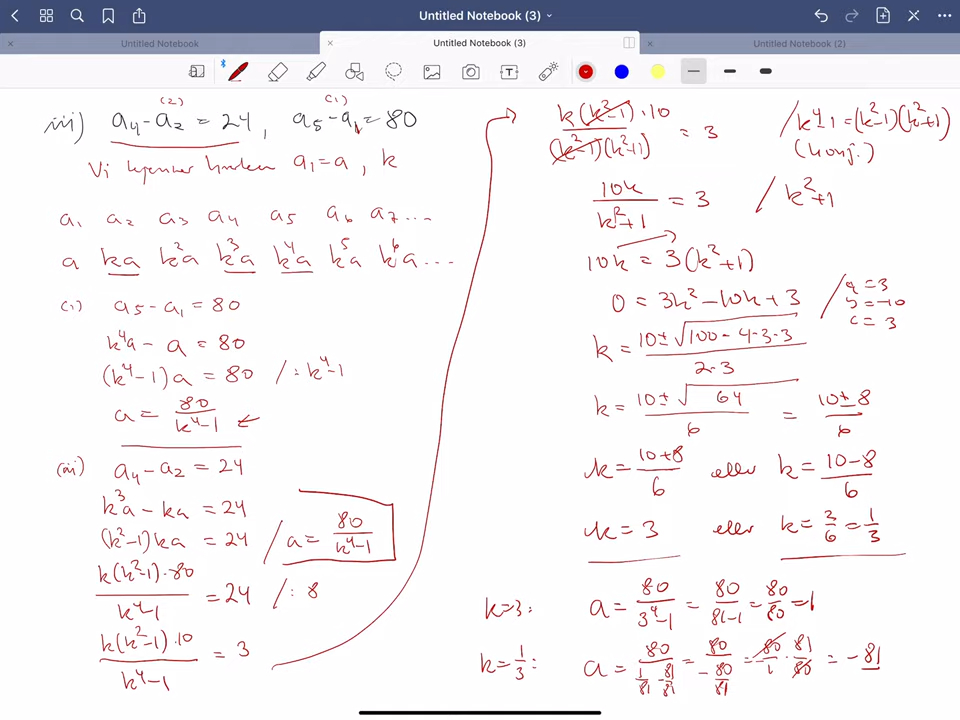 Untitled Notebook (3)
Untitled Notebook
Untitled Notebook (3)
Untitled Notebook (2)
iii) a₄ - a₂ = 24 (2), a₅ - a₁ = 80 (1)
Vi a₁ = a, k
a₁ a₂ a₃ a₄ a₅ a₆ a₇ ...
a ka k²a k³a k⁴a k⁵a k⁶a ...
(1) a₅ - a₁ = 80
k⁴a - a = 80
(k⁴-1)a = 80 /: k⁴-1
a = 80/(k⁴-1) ←
(iii) a₄ - a₂ = 24
k³a - ka = 24
(k²-1)ka = 24 / a = 80/(k⁴-1)
k(k²-1)·80/(k⁴-1) = 24 /: 8
k(k²-1)·10/(k⁴-1) = 3
k(k²-1)·10/((k²-1)(k²+1)) = 3 / k⁴-1 = (k²-1)(k²+1)
(konj.)
10k/(k²+1) = 3 / k²+1
10k = 3(k²+1)
0 = 3k² - 10k + 3 / a = 3
b = -10
c = 3
k = (10 ± √(100 - 4·3·3))/(2·3)
k = (10 ± √64)/6 = (10 ± 8)/6
k = (10+8)/6 eller k = (10-8)/6
k = 3 eller k = 2/6 = 1/3
k=3: a = 80/(3⁴-1) = 80/(81-1) = 80/80 = 1
k=1/3: a = 80/(1/81 - 81/81) = 80/(-80/81) = -80/1 · 81/80 = -81